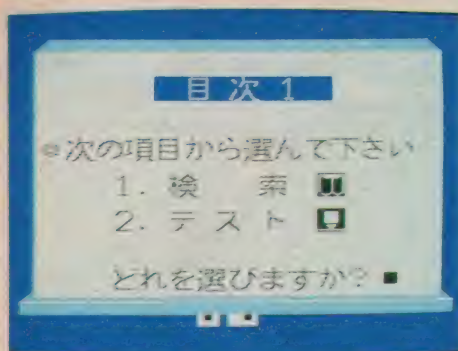 目次1
◎次の項目から選んで下さい
1. 検 索
2. テスト
どれを選びますか?■